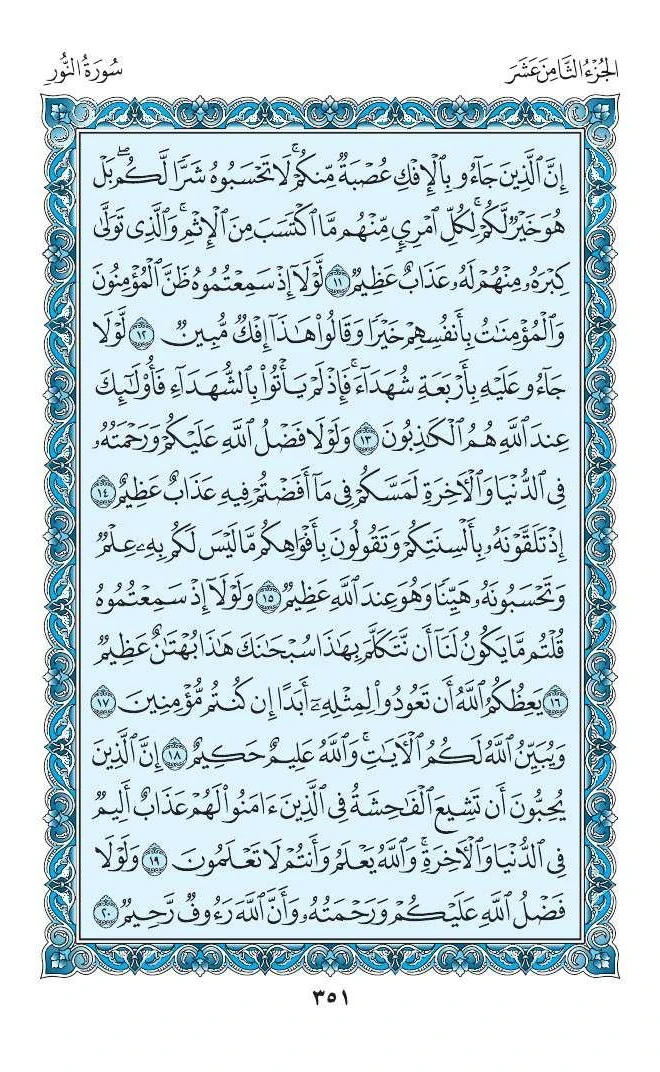 الجُزْءُ الثَّامِنَ عَشَرَ
سُورَةُ النُّورِ
إِنَّ ٱلَّذِينَ جَآءُو بِٱلْإِفْكِ عُصْبَةٌ مِّنكُمْ ۚ لَا تَحْسَبُوهُ شَرًّا لَّكُم ۖ بَلْ
هُوَ خَيْرٌ لَّكُمْ ۚ لِكُلِّ ٱمْرِئٍ مِّنْهُم مَّا ٱكْتَسَبَ مِنَ ٱلْإِثْمِ ۚ وَٱلَّذِى تَوَلَّىٰ
كِبْرَهُۥ مِنْهُمْ لَهُۥ عَذَابٌ عَظِيمٌ ١١ لَّوْلَآ إِذْ سَمِعْتُمُوهُ ظَنَّ ٱلْمُؤْمِنُونَ
وَٱلْمُؤْمِنَـٰتُ بِأَنفُسِهِمْ خَيْرًا وَقَالُوا۟ هَـٰذَآ إِفْكٌ مُّبِينٌ ١٢ لَّوْلَا
جَآءُو عَلَيْهِ بِأَرْبَعَةِ شُهَدَآءَ ۚ فَإِذْ لَمْ يَأْتُوا۟ بِٱلشُّهَدَآءِ فَأُو۟لَـٰٓئِكَ
عِندَ ٱللَّهِ هُمُ ٱلْكَـٰذِبُونَ ١٣ وَلَوْلَا فَضْلُ ٱللَّهِ عَلَيْكُمْ وَرَحْمَتُهُۥ
فِى ٱلدُّنْيَا وَٱلْـَٔاخِرَةِ لَمَسَّكُمْ فِى مَآ أَفَضْتُمْ فِيهِ عَذَابٌ عَظِيمٌ ١٤
إِذْ تَلَقَّوْنَهُۥ بِأَلْسِنَتِكُمْ وَتَقُولُونَ بِأَفْوَاهِكُم مَّا لَيْسَ لَكُم بِهِۦ عِلْمٌ
وَتَحْسَبُونَهُۥ هَيِّنًا وَهُوَ عِندَ ٱللَّهِ عَظِيمٌ ١٥ وَلَوْلَآ إِذْ سَمِعْتُمُوهُ
قُلْتُم مَّا يَكُونُ لَنَآ أَن نَّتَكَلَّمَ بِهَـٰذَا سُبْحَـٰنَكَ هَـٰذَا بُهْتَـٰنٌ عَظِيمٌ
١٦ يَعِظُكُمُ ٱللَّهُ أَن تَعُودُوا۟ لِمِثْلِهِۦٓ أَبَدًا إِن كُنتُم مُّؤْمِنِينَ ١٧
وَيُبَيِّنُ ٱللَّهُ لَكُمُ ٱلْـَٔايَـٰتِ ۚ وَٱللَّهُ عَلِيمٌ حَكِيمٌ ١٨ إِنَّ ٱلَّذِينَ
يُحِبُّونَ أَن تَشِيعَ ٱلْفَـٰحِشَةُ فِى ٱلَّذِينَ ءَامَنُوا۟ لَهُمْ عَذَابٌ أَلِيمٌ
فِى ٱلدُّنْيَا وَٱلْـَٔاخِرَةِ ۚ وَٱللَّهُ يَعْلَمُ وَأَنتُمْ لَا تَعْلَمُونَ ١٩ وَلَوْلَا
فَضْلُ ٱللَّهِ عَلَيْكُمْ وَرَحْمَتُهُۥ وَأَنَّ ٱللَّهَ رَءُوفٌ رَّحِيمٌ ٢٠
٣٥١